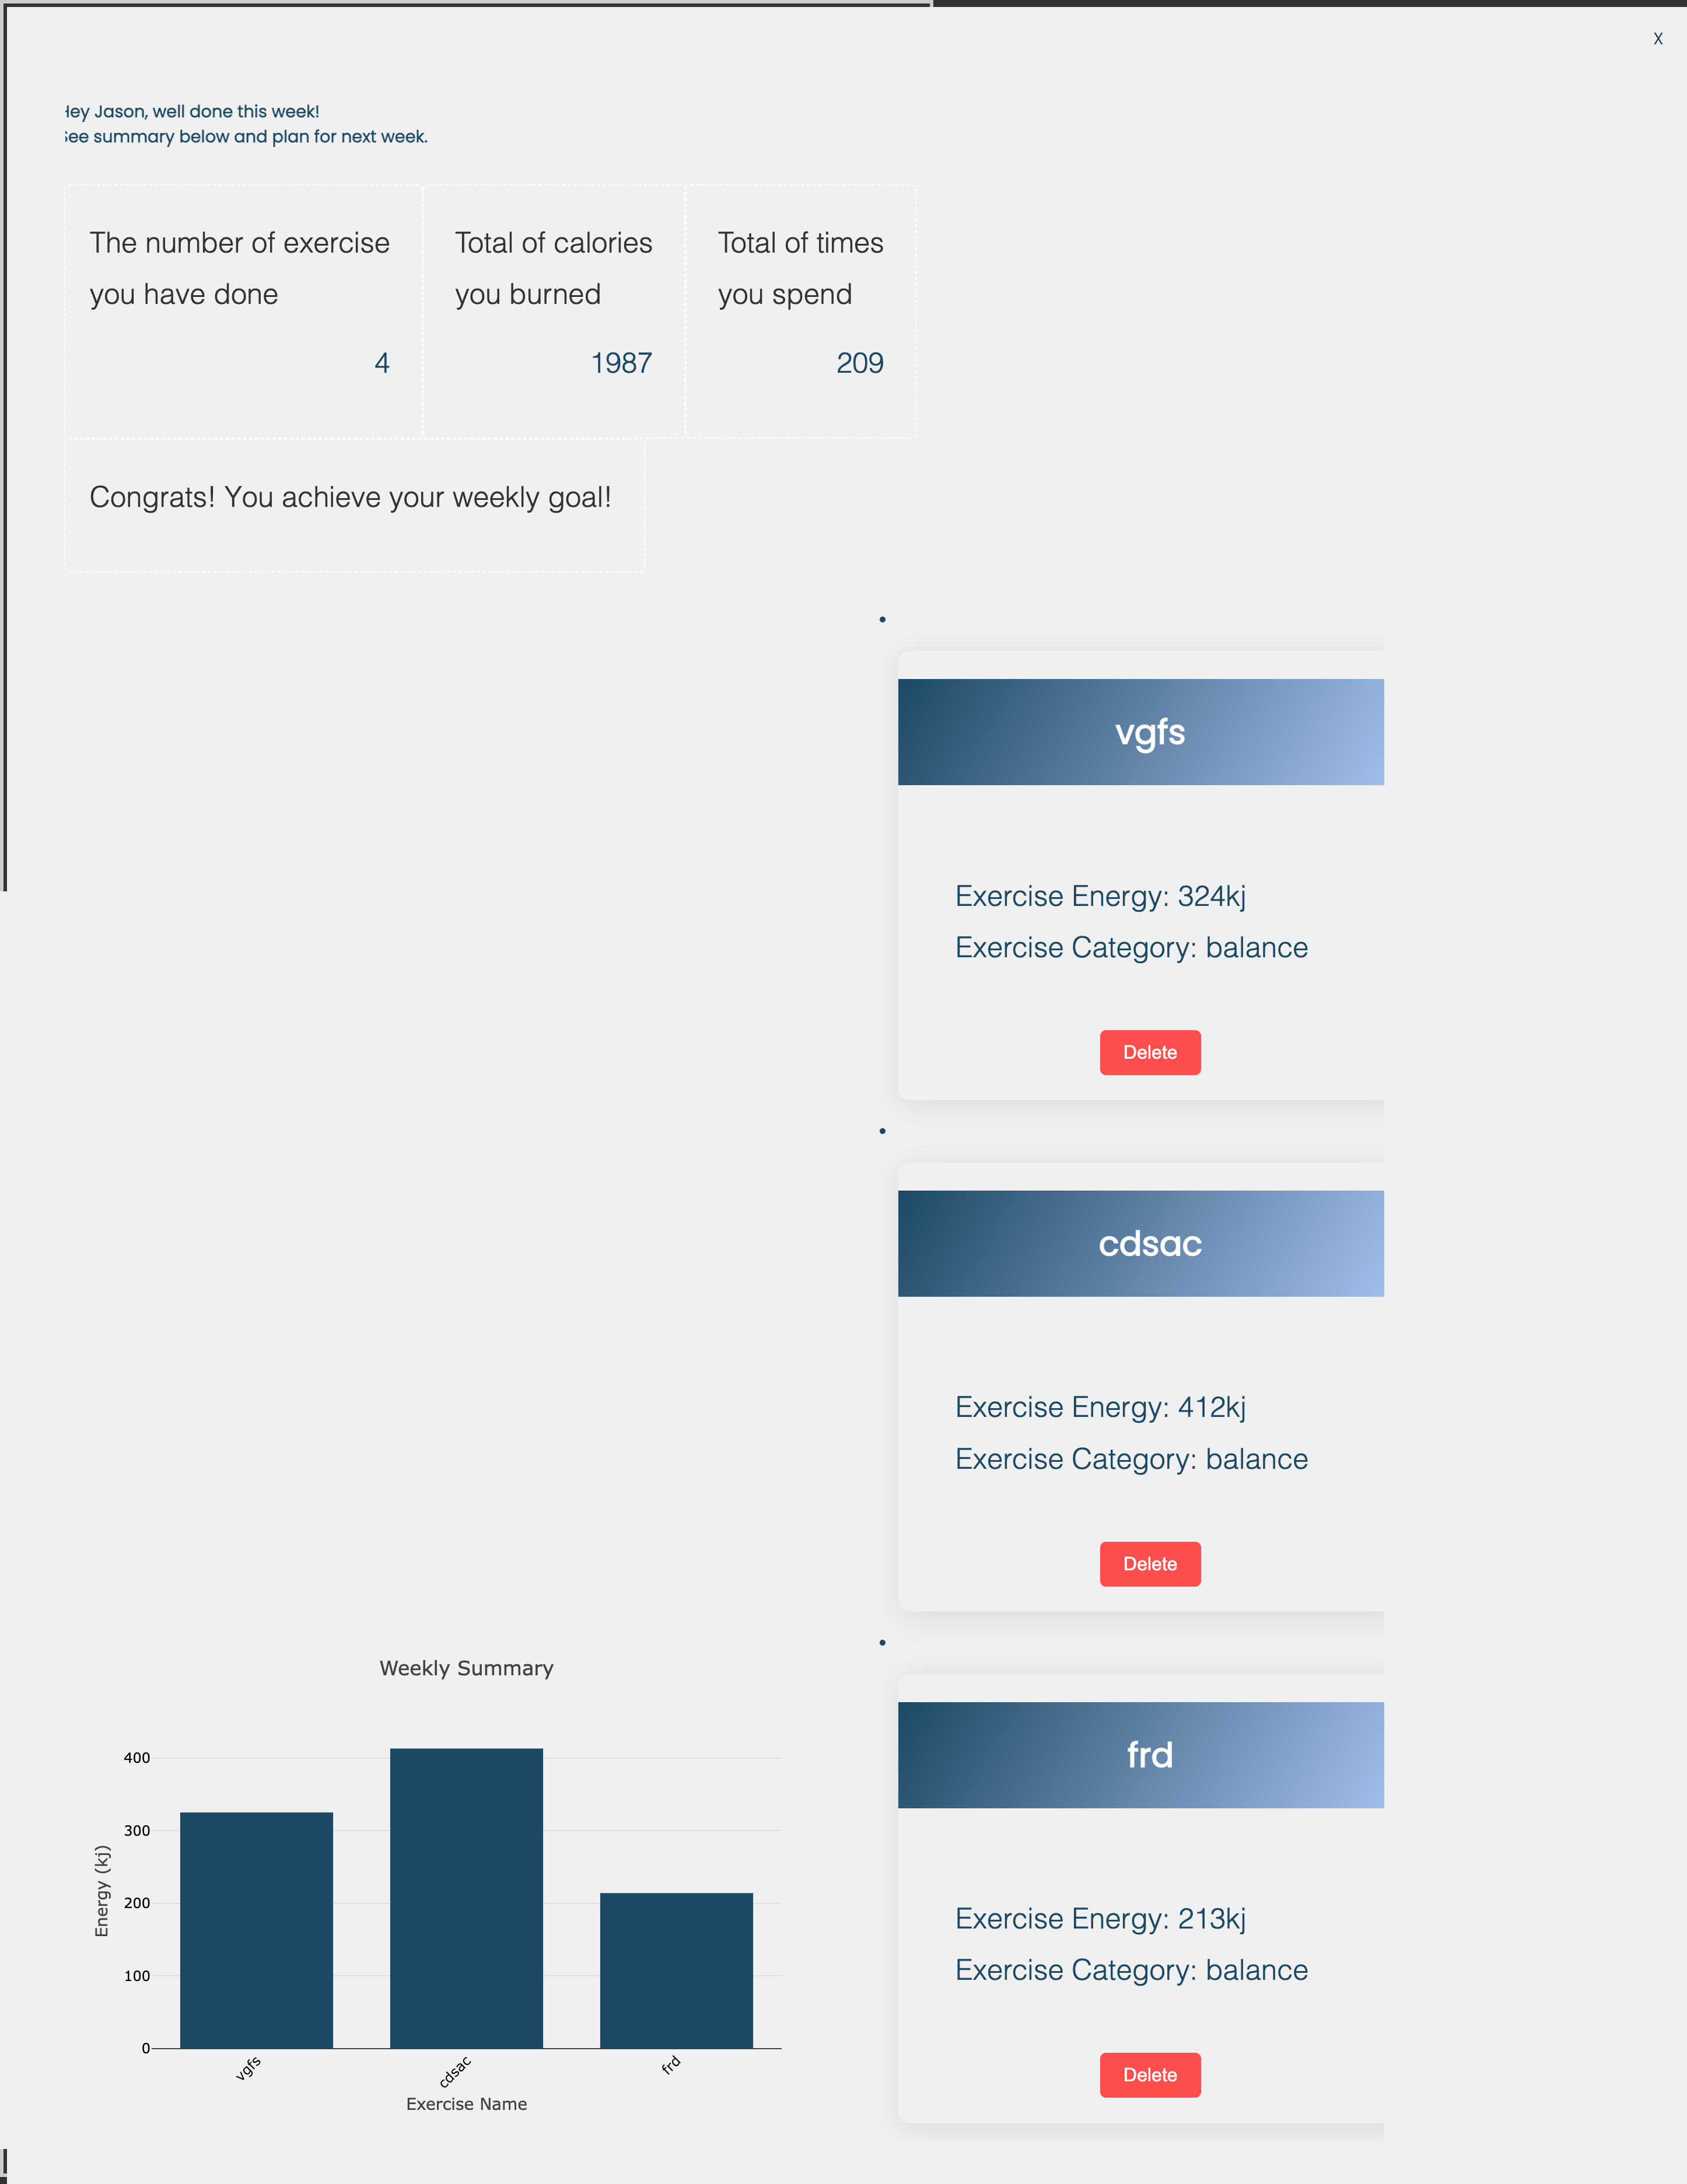 X
Hey Jason, well done this week!
See summary below and plan for next week.
The number of exercise
you have done
4
Total of calories
you burned
1987
Total of times
you spend
209
Congrats! You achieve your weekly goal!
vgfs
Exercise Energy: 324kj
Exercise Category: balance
Delete
cdsac
Exercise Energy: 412kj
Exercise Category: balance
Delete
Weekly Summary
400
300
200
100
0
Energy (kj)
vgfs
cdsac
frd
Exercise Name
frd
Exercise Energy: 213kj
Exercise Category: balance
Delete